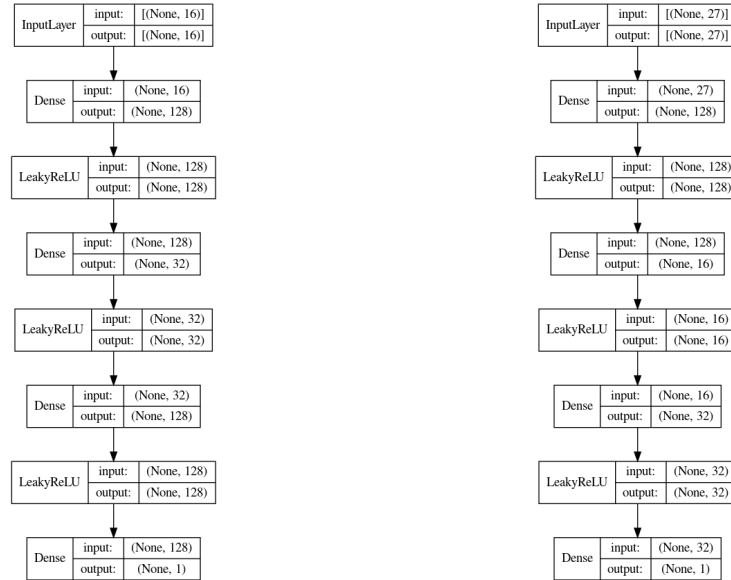 InputLayer input: [(None, 16)]
output: [(None, 16)]
Dense input: (None, 16)
output: (None, 128)
LeakyReLU input: (None, 128)
output: (None, 128)
Dense input: (None, 128)
output: (None, 32)
LeakyReLU input: (None, 32)
output: (None, 32)
Dense input: (None, 32)
output: (None, 128)
LeakyReLU input: (None, 128)
output: (None, 128)
Dense input: (None, 128)
output: (None, 1)
InputLayer input: [(None, 27)]
output: [(None, 27)]
Dense input: (None, 27)
output: (None, 128)
LeakyReLU input: (None, 128)
output: (None, 128)
Dense input: (None, 128)
output: (None, 16)
LeakyReLU input: (None, 16)
output: (None, 16)
Dense input: (None, 16)
output: (None, 32)
LeakyReLU input: (None, 32)
output: (None, 32)
Dense input: (None, 32)
output: (None, 1)